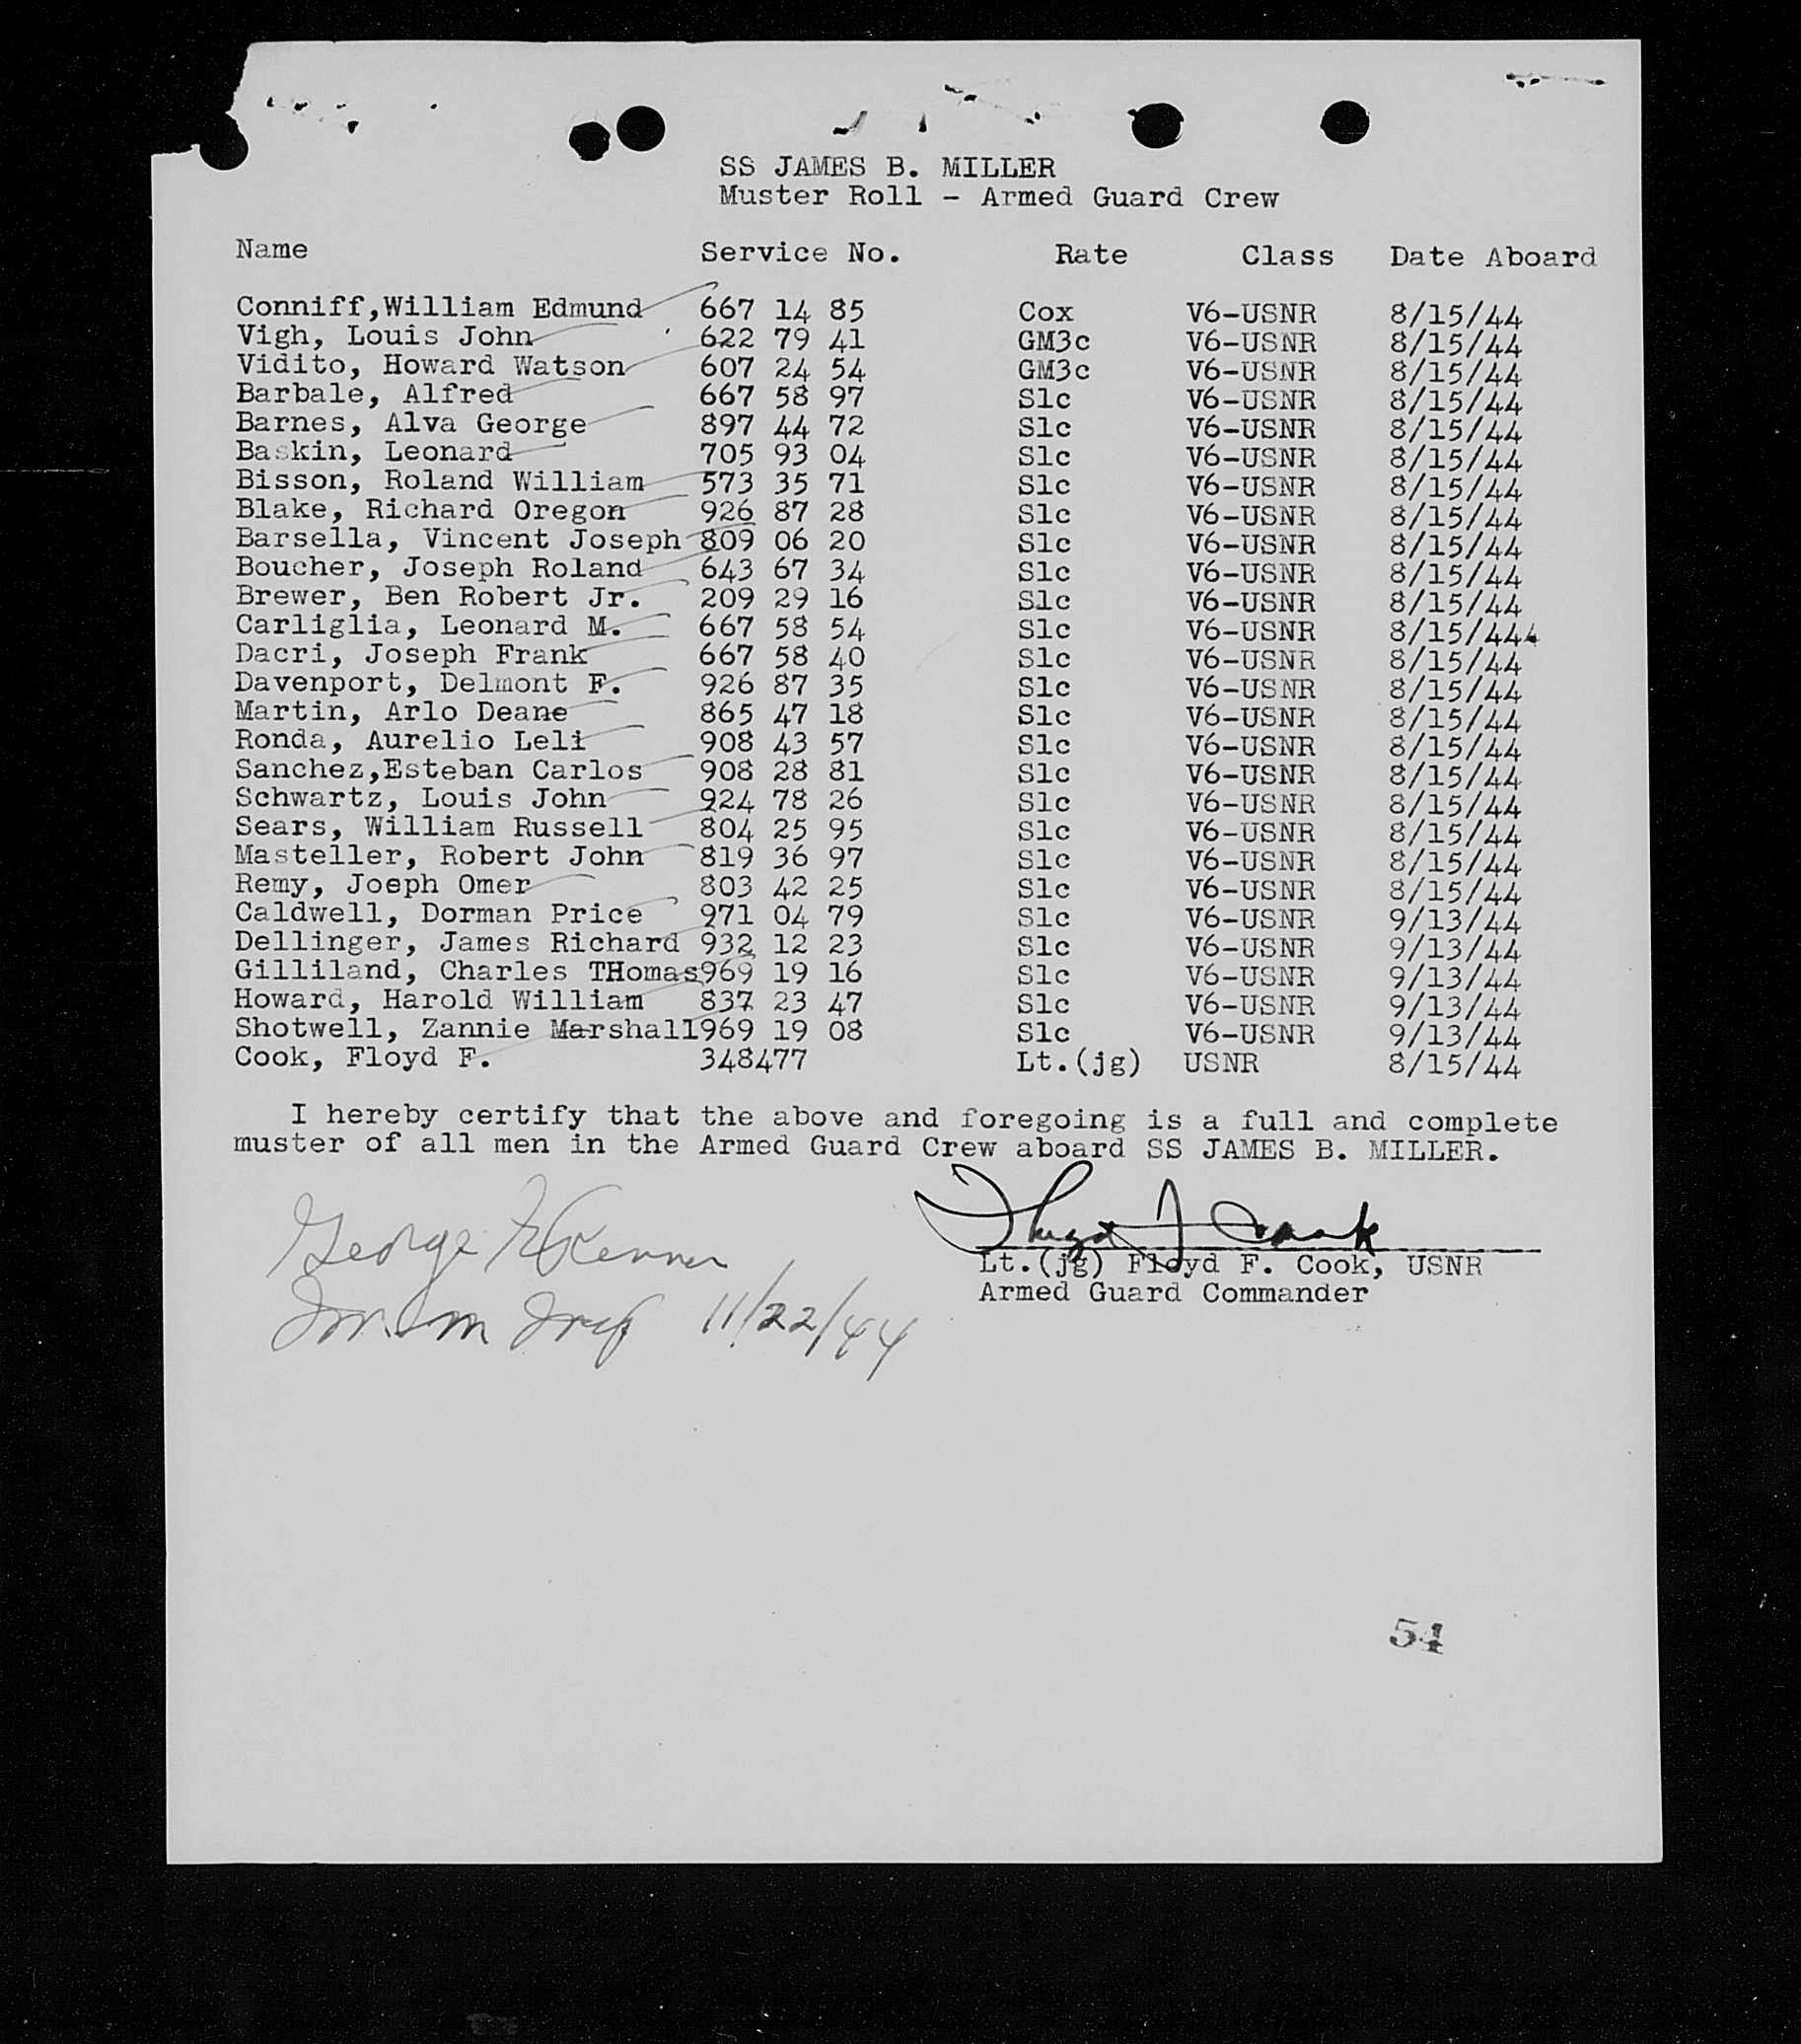 SS JAMES B. MILLER
Muster Roll - Armed Guard Crew
Name Service No. Rate Class Date Aboard
Conniff,William Edmund 667 14 85 Cox V6-USNR 8/15/44
Vigh, Louis John 622 79 41 GM3c V6-USNR 8/15/44
Vidito, Howard Watson 607 24 54 GM3c V6-USNR 8/15/44
Barbale, Alfred 667 58 97 S1c V6-USNR 8/15/44
Barnes, Alva George 897 44 72 S1c V6-USNR 8/15/44
Baskin, Leonard 705 93 04 S1c V6-USNR 8/15/44
Bisson, Roland William 573 35 71 S1c V6-USNR 8/15/44
Blake, Richard Oregon 926 87 28 S1c V6-USNR 8/15/44
Barsella, Vincent Joseph 809 06 20 S1c V6-USNR 8/15/44
Boucher, Joseph Roland 643 67 34 S1c V6-USNR 8/15/44
Brewer, Ben Robert Jr. 209 29 16 S1c V6-USNR 8/15/44
Carliglia, Leonard M. 667 58 54 S1c V6-USNR 8/15/444
Dacri, Joseph Frank 667 58 40 S1c V6-USNR 8/15/44
Davenport, Delmont F. 926 87 35 S1c V6-USNR 8/15/44
Martin, Arlo Deane 865 47 18 S1c V6-USNR 8/15/44
Ronda, Aurelio Leli 908 43 57 S1c V6-USNR 8/15/44
Sanchez,Esteban Carlos 908 28 81 S1c V6-USNR 8/15/44
Schwartz, Louis John 924 78 26 S1c V6-USNR 8/15/44
Sears, William Russell 804 25 95 S1c V6-USNR 8/15/44
Masteller, Robert John 819 36 97 S1c V6-USNR 8/15/44
Remy, Joeph Omer 803 42 25 S1c V6-USNR 8/15/44
Caldwell, Dorman Price 971 04 79 S1c V6-USNR 9/13/44
Dellinger, James Richard 932 12 23 S1c V6-USNR 9/13/44
Gilliland, Charles THomas969 19 16 S1c V6-USNR 9/13/44
Howard, Harold William 837 23 47 S1c V6-USNR 9/13/44
Shotwell, Zannie Marshall969 19 08 S1c V6-USNR 9/13/44
Cook, Floyd F. 348477 Lt.(jg) USNR 8/15/44
I hereby certify that the above and foregoing is a full and complete
muster of all men in the Armed Guard Crew aboard SS JAMES B. MILLER.
Floyd F Cook
Lt.(jg) Floyd F. Cook, USNR
Armed Guard Commander
George
11/22/44
54